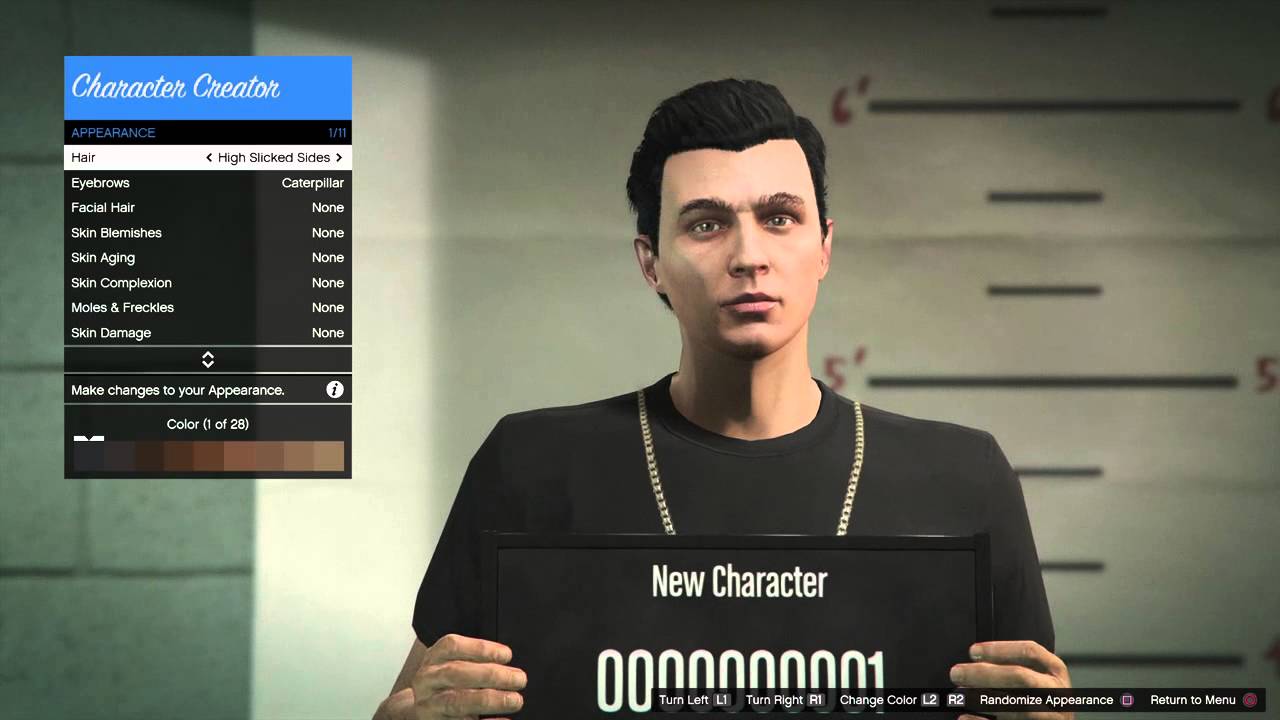 Character Creator
APPEARANCE 1/11
Hair High Slicked Sides
Eyebrows Caterpillar
Facial Hair None
Skin Blemishes None
Skin Aging None
Skin Complexion None
Moles & Freckles None
Skin Damage None
Make changes to your Appearance. i
Color (1 of 28)
6'
5'
5
New Character
0000000001
Turn Left L1 Turn Right R1 Change Color L2 R2 Randomize Appearance Return to Menu